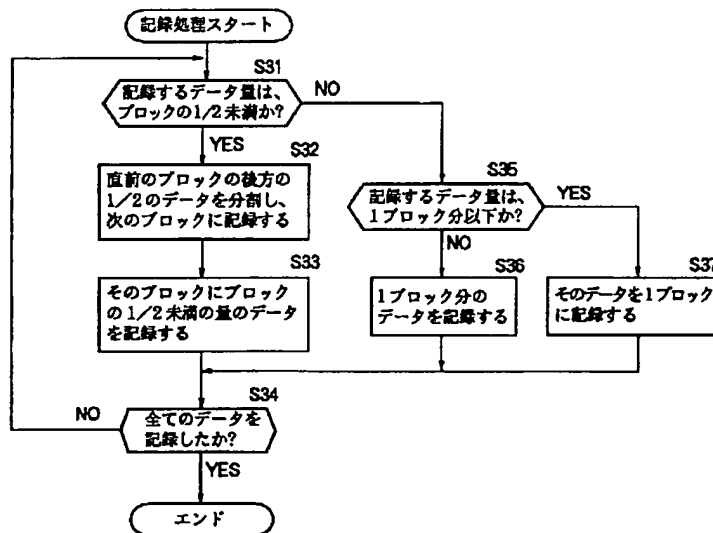 記録処理スタート
S31
記録するデータ量は、
ブロックの1/2未満か?
NO
YES
S32
直前のブロックの後方の
1/2のデータを分割し、
次のブロックに記録する
S35
記録するデータ量は、
1ブロック分以下か?
YES
NO
S33
そのブロックにブロック
の1/2未満の量のデータ
を記録する
S36
1ブロック分の
データを記録する
S37
そのデータを1ブロック
に記録する
S34
全てのデータを
記録したか?
NO
YES
エンド